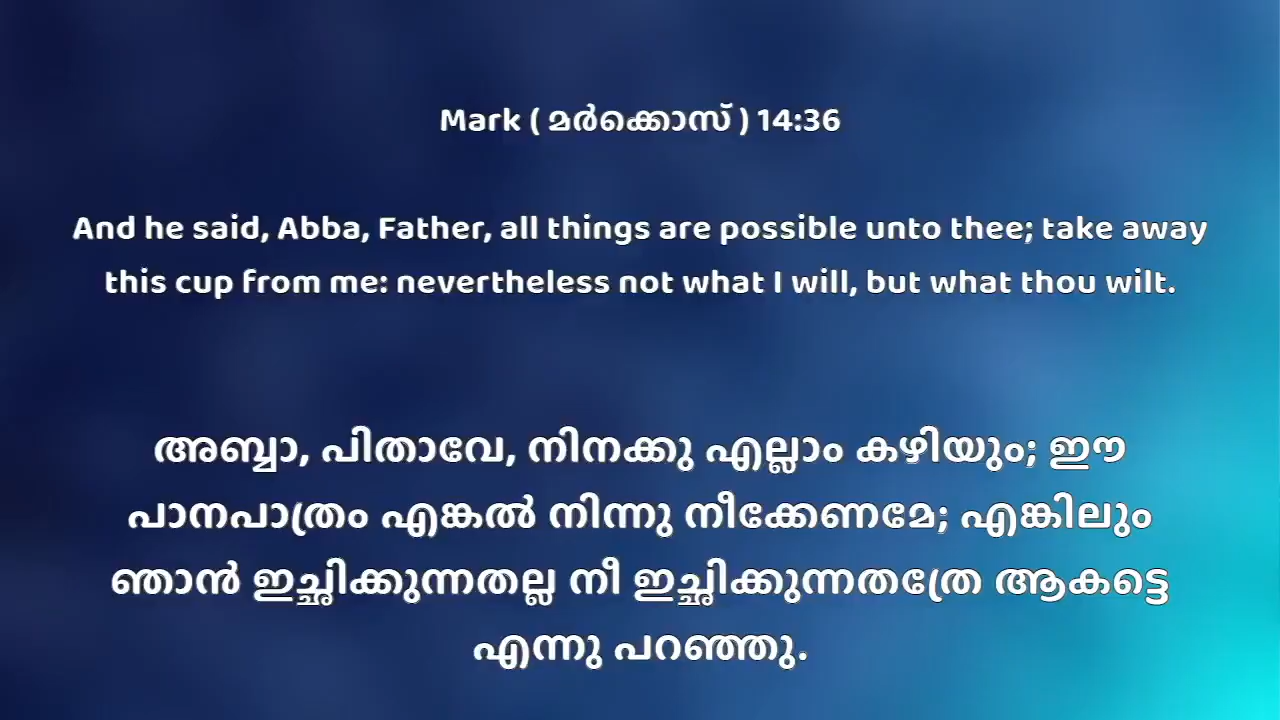 Mark ( മർക്കൊസ് ) 14:36
And he said, Abba, Father, all things are possible unto thee; take away
this cup from me: nevertheless not what I will, but what thou wilt.
അബ്ബാ, പിതാവേ, നിനക്കു എല്ലാം കഴിയും; ഈ
പാനപാത്രം എങ്കൽ നിന്നു നീക്കേണമേ; എങ്കിലും
ഞാൻ ഇച്ഛിക്കുന്നതല്ല നീ ഇച്ഛിക്കുന്നതത്രേ ആകട്ടെ
എന്നു പറഞ്ഞു.